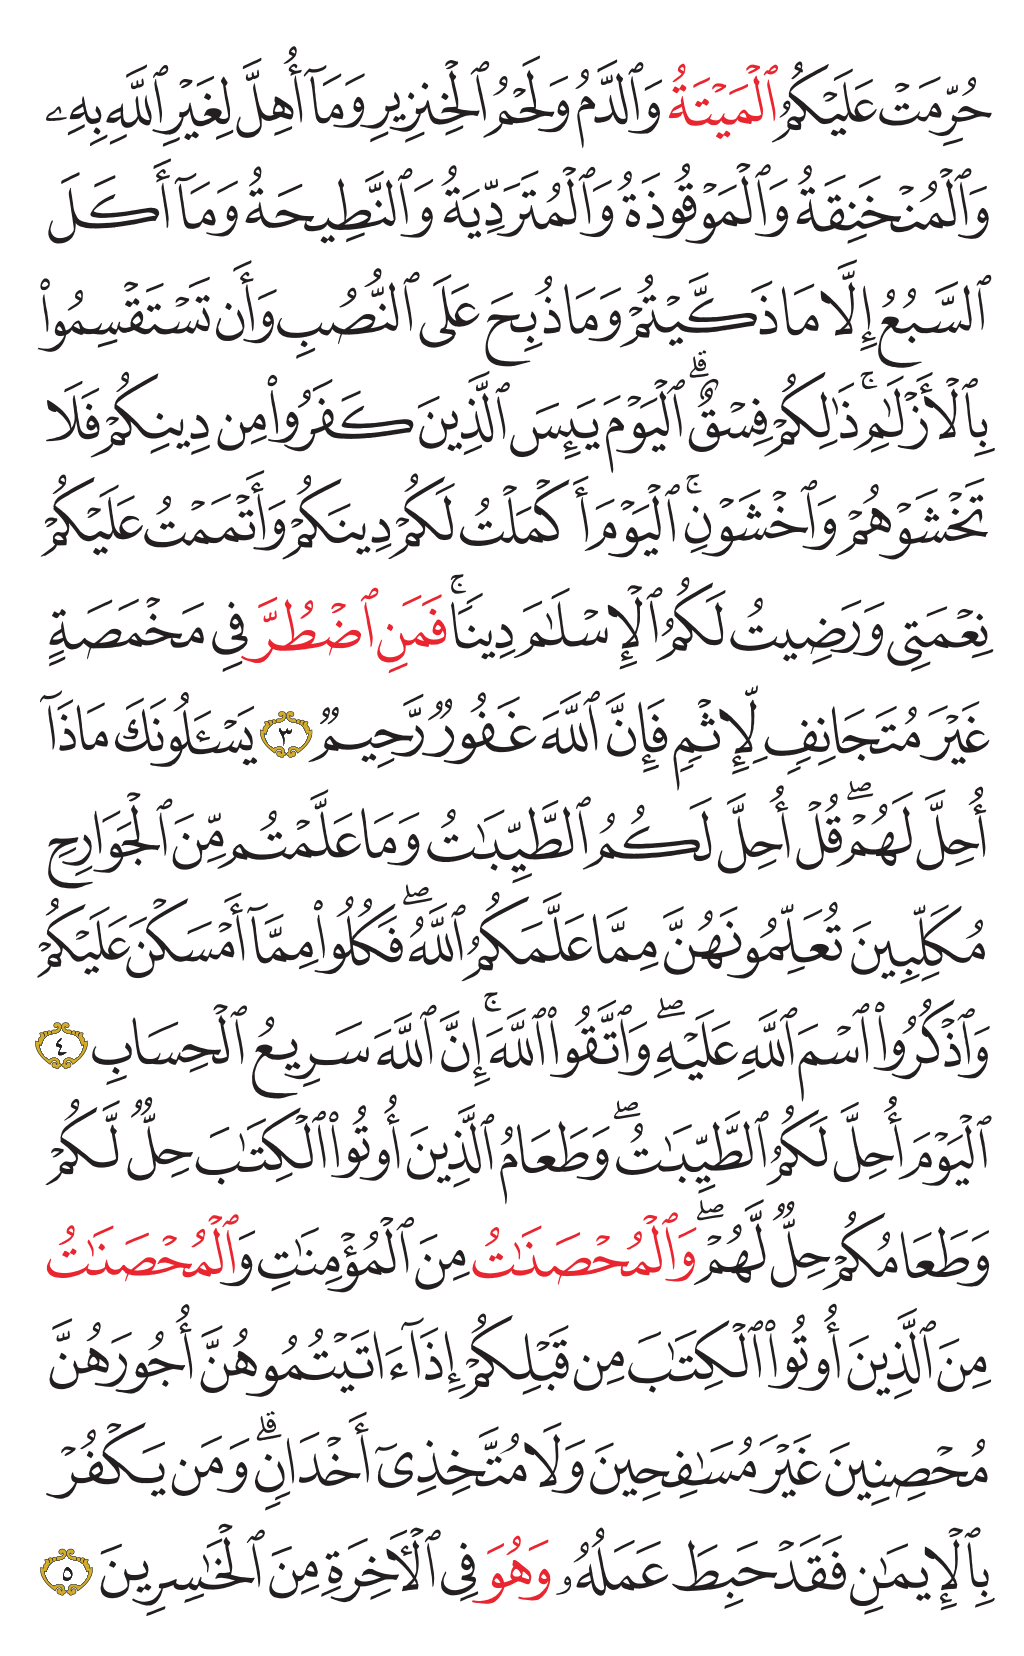 حُرِّمَتۡ عَلَيۡكُمُ ٱلۡمَيۡتَةُ وَٱلدَّمُ وَلَحۡمُ ٱلۡخِنزِيرِ وَمَآ أُهِلَّ لِغَيۡرِ ٱللَّهِ بِهِۦ
وَٱلۡمُنۡخَنِقَةُ وَٱلۡمَوۡقُوذَةُ وَٱلۡمُتَرَدِّيَةُ وَٱلنَّطِيحَةُ وَمَآ أَكَلَ
ٱلسَّبُعُ إِلَّا مَا ذَكَّيۡتُمۡ وَمَا ذُبِحَ عَلَى ٱلنُّصُبِ وَأَن تَسۡتَقۡسِمُواْ
بِٱلۡأَزۡلَٰمِۚ ذَٰلِكُمۡ فِسۡقٌۗ ٱلۡيَوۡمَ يَئِسَ ٱلَّذِينَ كَفَرُواْ مِن دِينِكُمۡ فَلَا
تَخۡشَوۡهُمۡ وَٱخۡشَوۡنِۚ ٱلۡيَوۡمَ أَكۡمَلۡتُ لَكُمۡ دِينَكُمۡ وَأَتۡمَمۡتُ عَلَيۡكُمۡ
نِعۡمَتِي وَرَضِيتُ لَكُمُ ٱلۡإِسۡلَٰمَ دِينٗاۚ فَمَنِ ٱضۡطُرَّ فِي مَخۡمَصَةٍ
غَيۡرَ مُتَجَانِفٖ لِّإِثۡمٖ فَإِنَّ ٱللَّهَ غَفُورٞ رَّحِيمٞ ٣ يَسۡـَٔلُونَكَ مَاذَآ
أُحِلَّ لَهُمۡۖ قُلۡ أُحِلَّ لَكُمُ ٱلطَّيِّبَٰتُ وَمَا عَلَّمۡتُم مِّنَ ٱلۡجَوَارِحِ
مُكَلِّبِينَ تُعَلِّمُونَهُنَّ مِمَّا عَلَّمَكُمُ ٱللَّهُۖ فَكُلُواْ مِمَّآ أَمۡسَكۡنَ عَلَيۡكُمۡ
وَٱذۡكُرُواْ ٱسۡمَ ٱللَّهِ عَلَيۡهِۖ وَٱتَّقُواْ ٱللَّهَۚ إِنَّ ٱللَّهَ سَرِيعُ ٱلۡحِسَابِ ٤
ٱلۡيَوۡمَ أُحِلَّ لَكُمُ ٱلطَّيِّبَٰتُۖ وَطَعَامُ ٱلَّذِينَ أُوتُواْ ٱلۡكِتَٰبَ حِلّٞ لَّكُمۡ
وَطَعَامُكُمۡ حِلّٞ لَّهُمۡۖ وَٱلۡمُحۡصَنَٰتُ مِنَ ٱلۡمُؤۡمِنَٰتِ وَٱلۡمُحۡصَنَٰتُ
مِنَ ٱلَّذِينَ أُوتُواْ ٱلۡكِتَٰبَ مِن قَبۡلِكُمۡ إِذَآ ءَاتَيۡتُمُوهُنَّ أُجُورَهُنَّ
مُحۡصِنِينَ غَيۡرَ مُسَٰفِحِينَ وَلَا مُتَّخِذِيٓ أَخۡدَانٖۗ وَمَن يَكۡفُرۡ
بِٱلۡإِيمَٰنِ فَقَدۡ حَبِطَ عَمَلُهُۥ وَهُوَ فِي ٱلۡأٓخِرَةِ مِنَ ٱلۡخَٰسِرِينَ ٥